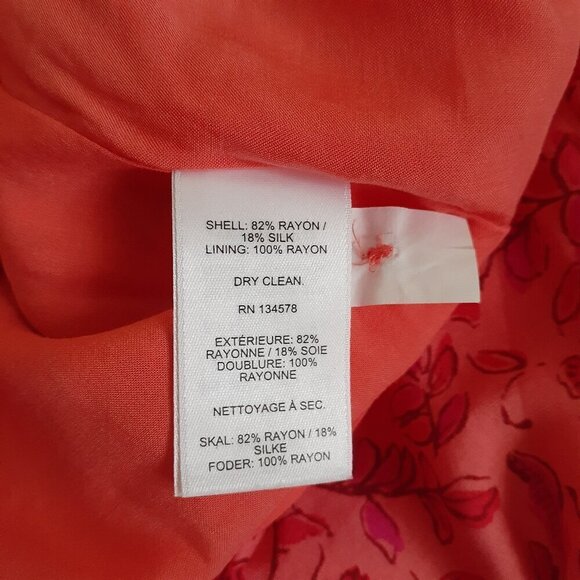 SHELL: 82% RAYON /
18% SILK
LINING: 100% RAYON
DRY CLEAN.
RN 134578
EXTÉRIEURE: 82%
RAYONNE / 18% SOIE
DOUBLURE: 100%
RAYONNE
NETTOYAGE À SEC.
SKAL: 82% RAYON / 18%
SILKE
FODER: 100% RAYON